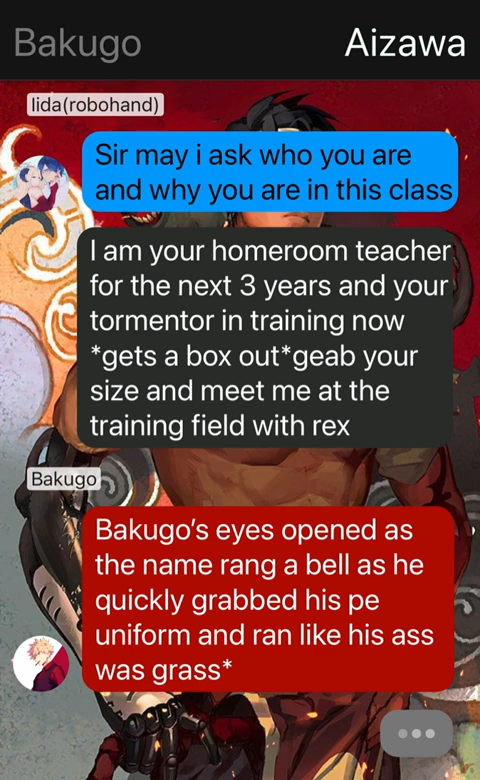 Bakugo Aizawa
Iida(robohand)
Sir may i ask who you are
and why you are in this class
I am your homeroom teacher
for the next 3 years and your
tormentor in training now
*gets a box out*geab your
size and meet me at the
training field with rex
Bakugo
Bakugo's eyes opened as
the name rang a bell as he
quickly grabbed his pe
uniform and ran like his ass
was grass*